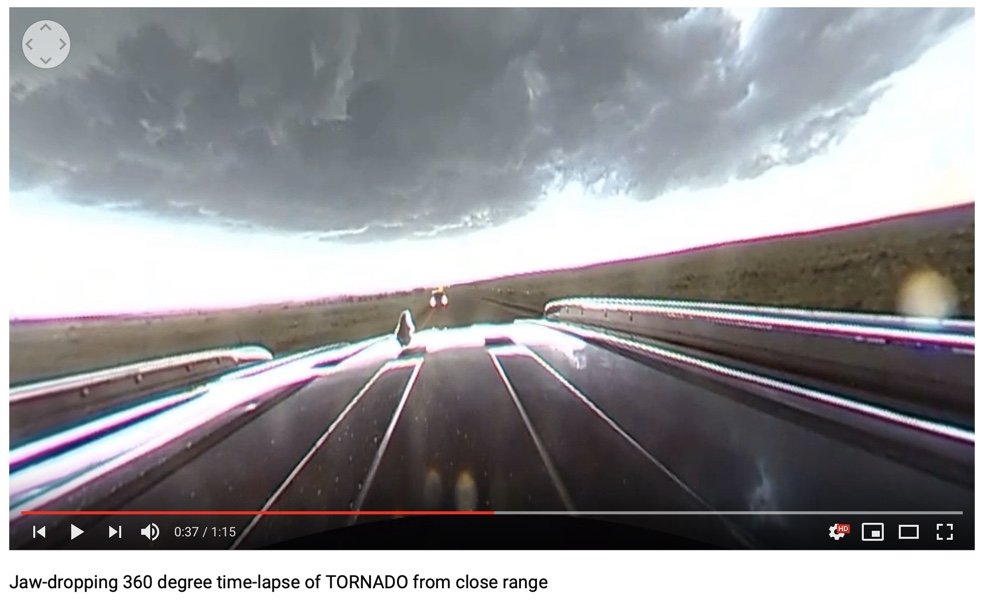 0:37 / 1:15
HD
Jaw-dropping 360 degree time-lapse of TORNADO from close range